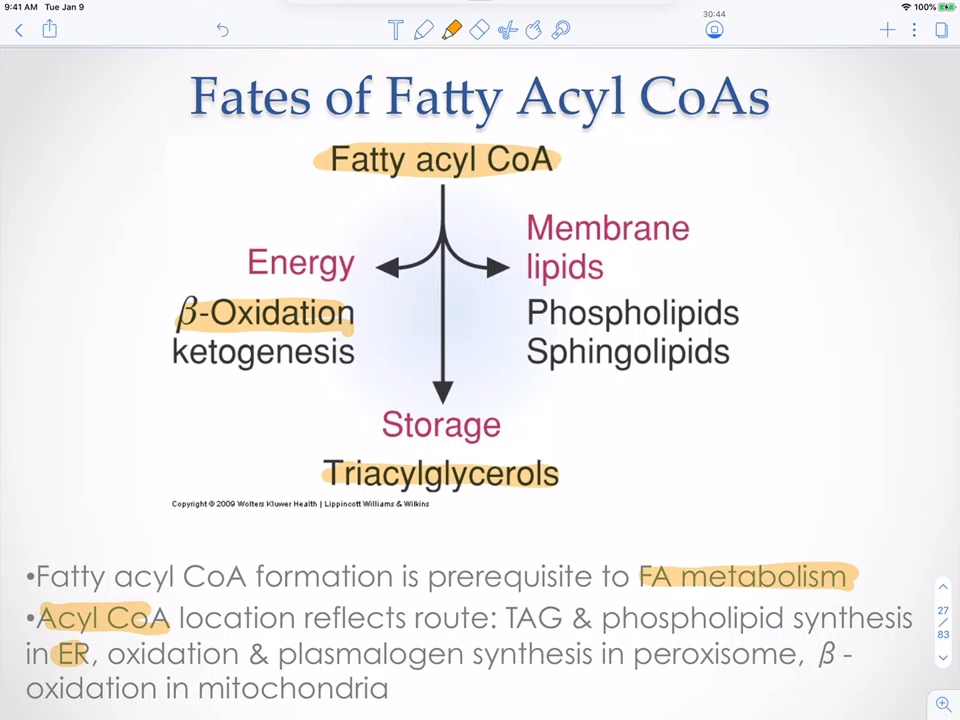 9:41 AM Tue Jan 9
100%
30:44
T
Fates of Fatty Acyl CoAs
Fatty acyl CoA
Membrane
Energy lipids
β-Oxidation Phospholipids
ketogenesis Sphingolipids
Storage
Triacylglycerols
Copyright © 2009 Wolters Kluwer Health | Lippincott Williams & Wilkins
•Fatty acyl CoA formation is prerequisite to FA metabolism
•Acyl CoA location reflects route: TAG & phospholipid synthesis
in ER, oxidation & plasmalogen synthesis in peroxisome, β -
oxidation in mitochondria
27
/
83